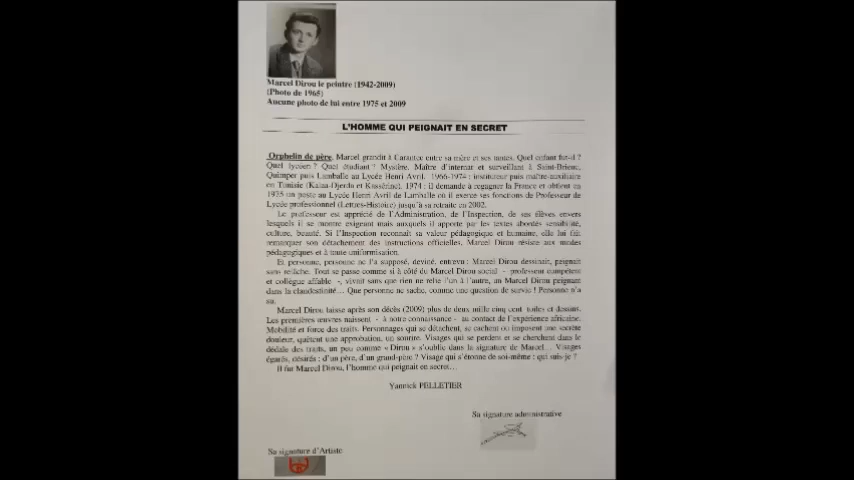 Marcel Dirou le peintre (1942-2009)
(Photo de 1965)
Aucune photo de lui entre 1975 et 2009
L'HOMME QUI PEIGNAIT EN SECRET
Orphelin de père, Marcel grandit à Carantec entre sa mère et ses tantes. Quel enfant fut-il ?
Quel lycéen ? Quel étudiant ? Mystère. Maître d'internat et surveillant à Saint-Brieuc,
Quimper puis Lamballe au Lycée Henri Avril. 1966-1974 : instituteur puis maître-auxiliaire
en Tunisie (Kalaa-Djerda et Kassérine). 1974 : il demande à regagner la France et obtient en
1975 un poste au Lycée Henri Avril de Lamballe où il exerce ses fonctions de Professeur de
Lycée professionnel (Lettres-Histoire) jusqu'à sa retraite en 2002.
Le professeur est apprécié de l'Administration, de l'Inspection, de ses élèves envers
lesquels il se montre exigeant mais auxquels il apporte par les textes abordés sensibilité,
culture, beauté. Si l'Inspection reconnaît sa valeur pédagogique et humaine, elle lui fait
remarquer son détachement des instructions officielles. Marcel Dirou résiste aux modes
pédagogiques et à toute uniformisation.
Et personne, personne ne l'a supposé, deviné, entrevu : Marcel Dirou dessinait, peignait
sans relâche. Tout se passe comme si à côté du Marcel Dirou social - professeur compétent
et collègue affable -, vivait sans que rien ne relie l'un à l'autre, un Marcel Dirou peignant
dans la clandestinité... Que personne ne sache, comme une question de survie ! Personne n'a
su.
Marcel Dirou laisse après son décès (2009) plus de deux mille cinq cent toiles et dessins.
Les premières œuvres naissent - à notre connaissance - au contact de l'expérience africaine.
Mobilité et force des traits. Personnages qui se détachent, se cachent ou imposent une secrète
douleur, quêtent une approbation, un sourire. Visages qui se perdent et se cherchent dans le
dédale des traits, un peu comme « Dirou » s'oublie dans la signature de Marcel... Visages
égarés, désirés : d'un père, d'un grand-père ? Visage qui s'étonne de soi-même : qui suis-je ?
Il fut Marcel Dirou, l'homme qui peignait en secret...
Yannick PELLETIER
Sa signature administrative
Sa signature d'Artiste